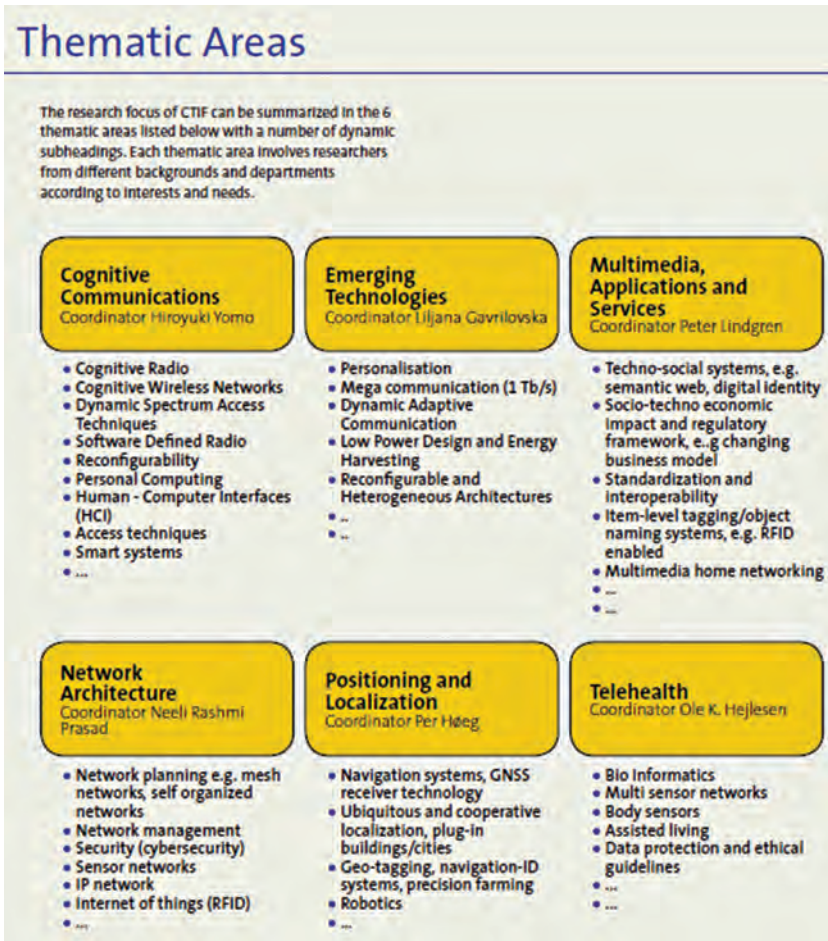 Thematic Areas
The research focus of CTIF can be summarized in the 6
thematic areas listed below with a number of dynamic
subheadings. Each thematic area involves researchers
from different backgrounds and departments
according to interests and needs.
Cognitive
Communications
Coordinator Hiroyuki Yomo
• Cognitive Radio
• Cognitive Wireless Networks
• Dynamic Spectrum Access
Techniques
• Software Defined Radio
• Reconfigurability
• Personal Computing
• Human - Computer Interfaces
(HCI)
• Access techniques
• Smart systems
• ...
Emerging
Technologies
Coordinator Liljana Gavrilovska
• Personalisation
• Mega communication (1 Tb/s)
• Dynamic Adaptive
Communication
• Low Power Design and Energy
Harvesting
• Reconfigurable and
Heterogeneous Architectures
• ..
• ..
Multimedia,
Applications and
Services
Coordinator Peter Lindgren
• Techno-social systems, e.g.
semantic web, digital identity
• Socio-techno economic
impact and regulatory
framework, e..g changing
business model
• Standardization and
interoperability
• Item-level tagging/object
naming systems, e.g. RFID
enabled
• Multimedia home networking
• ...
• ...
Network
Architecture
Coordinator Neeli Rashmi
Prasad
• Network planning e.g. mesh
networks, self organized
networks
• Network management
• Security (cybersecurity)
• Sensor networks
• IP network
• Internet of things (RFID)
• ...
Positioning and
Localization
Coordinator Per Høeg
• Navigation systems, GNSS
receiver technology
• Ubiquitous and cooperative
localization, plug-in
buildings/cities
• Geo-tagging, navigation-ID
systems, precision farming
• Robotics
• ...
Telehealth
Coordinator Ole K. Hejlesen
• Bio Informatics
• Multi sensor networks
• Body sensors
• Assisted living
• Data protection and ethical
guidelines
• ...
• ...